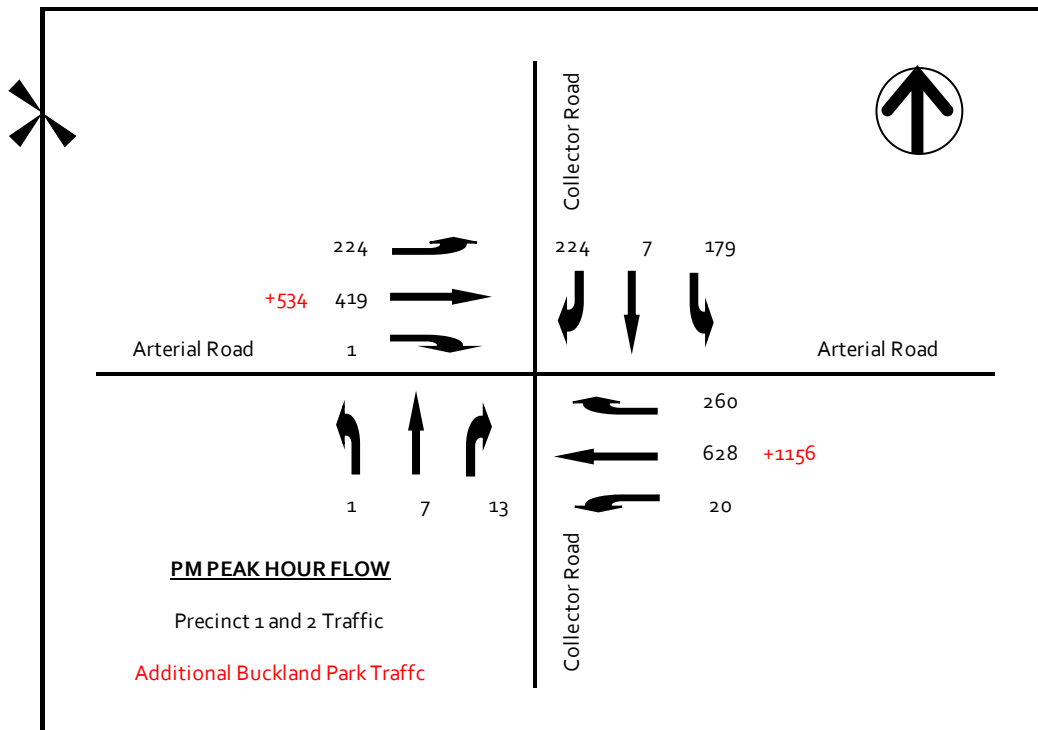 Collector Road
224
224 7 179
+534 419
Arterial Road 1
Arterial Road
260
628 +1156
1 7 13
20
PM PEAK HOUR FLOW
Precinct 1 and 2 Traffic
Additional Buckland Park Traffc
Collector Road